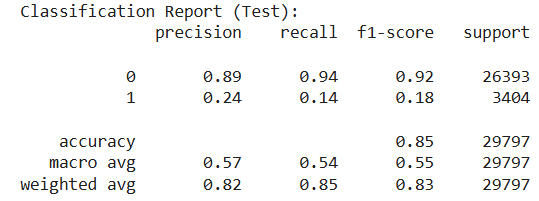 Classification Report (Test):
precision recall f1-score support
0 0.89 0.94 0.92 26393
1 0.24 0.14 0.18 3404
accuracy 0.85 29797
macro avg 0.57 0.54 0.55 29797
weighted avg 0.82 0.85 0.83 29797